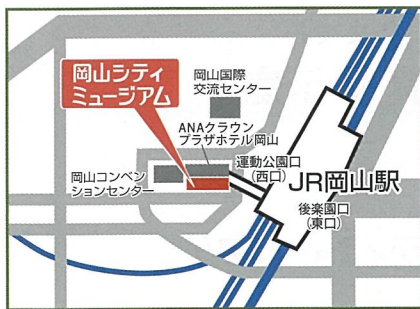 岡山シティ
ミュージアム
岡山国際
交流センター
ANAクラウン
プラザホテル岡山
岡山コンベン
ションセンター
運動公園口
(西口)
JR岡山駅
後楽園口
(東口)